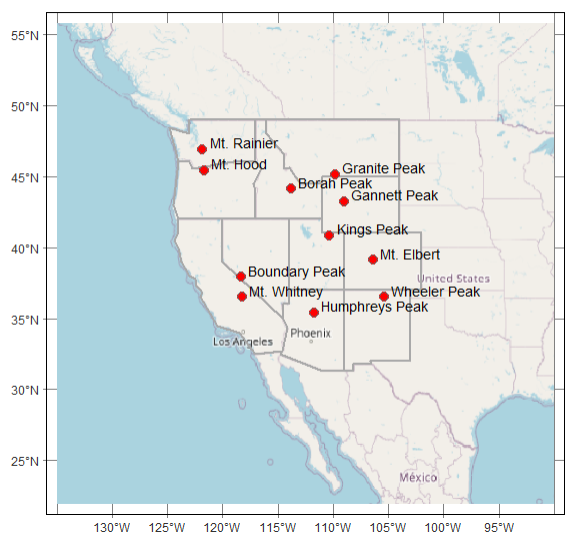 55°N
50°N
45°N
40°N
35°N
30°N
25°N
Mt. Rainier
Mt. Hood
Granite Peak
Borah Peak
Gannett Peak
Kings Peak
Mt. Elbert
Boundary Peak
United States
Mt. Whitney
Wheeler Peak
Humphreys Peak
Phoenix
Los Angeles
México
130°W
125°W
120°W
115°W
110°W
105°W
100°W
95°W